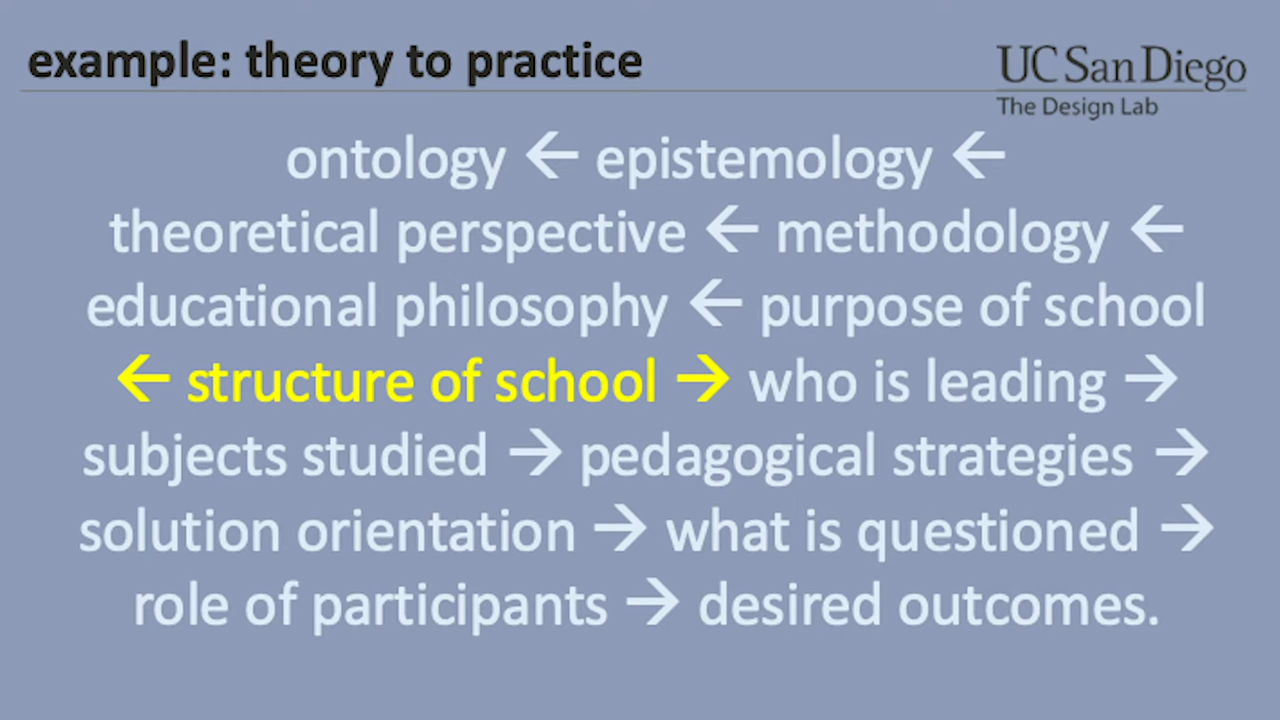 example: theory to practice
UC San Diego
The Design Lab
ontology ← epistemology ←
theoretical perspective ← methodology ←
educational philosophy ← purpose of school
← structure of school → who is leading →
subjects studied → pedagogical strategies →
solution orientation → what is questioned →
role of participants → desired outcomes.